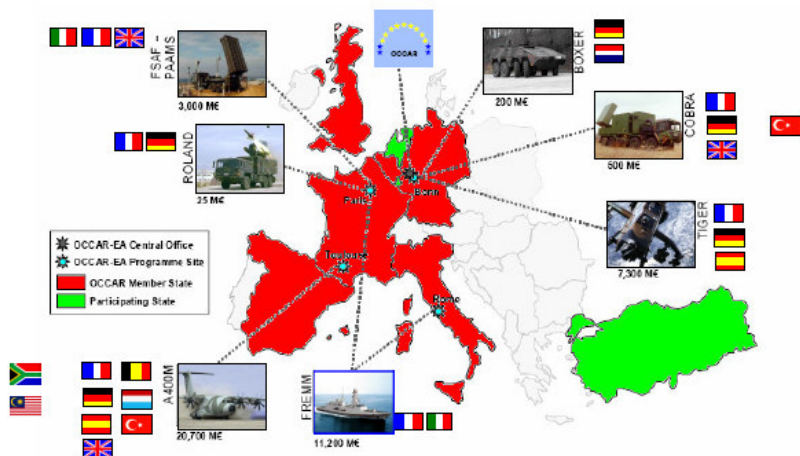 OCCAR
FSAF -
PAAMS
3,000 M€
BOXER
200 M€
ROLAND
25 M€
COBRA
500 M€
Paris
Bonn
TIGER
7,300 M€
OCCAR-EA Central Office
OCCAR-EA Programme Site
OCCAR Member State
Participating State
Toulouse
Rome
A400M
20,700 M€
FREMM
11,200 M€